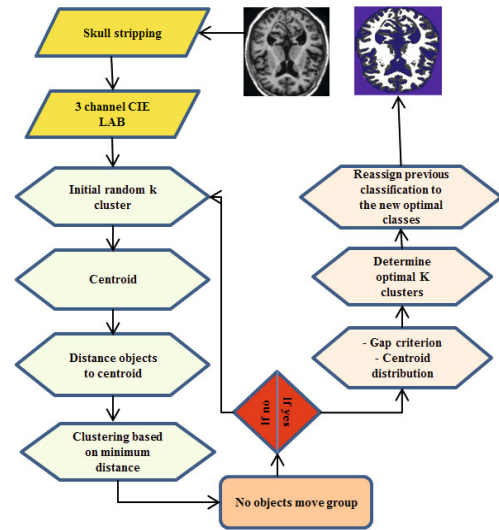 Skull stripping
3 channel CIE
LAB
Initial random k
cluster
Centroid
Distance objects
to centroid
Clustering based
on minimum
distance
No objects move group
If no
If yes
- Gap criterion
- Centroid
distribution
Determine
optimal K
clusters
Reassign previous
classification to
the new optimal
classes